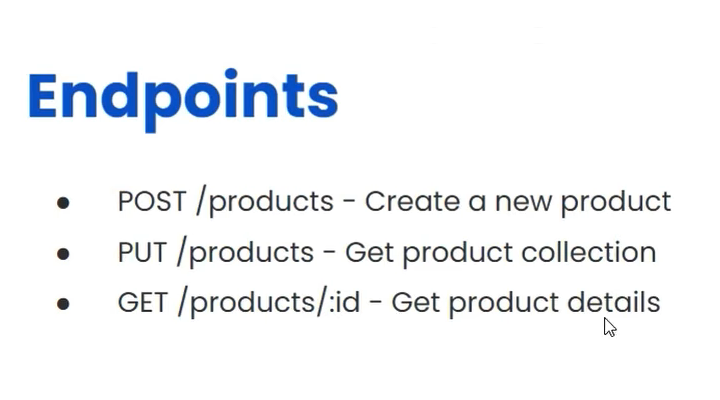 Endpoints
● POST /products - Create a new product
● PUT /products - Get product collection
● GET /products/:id - Get product details